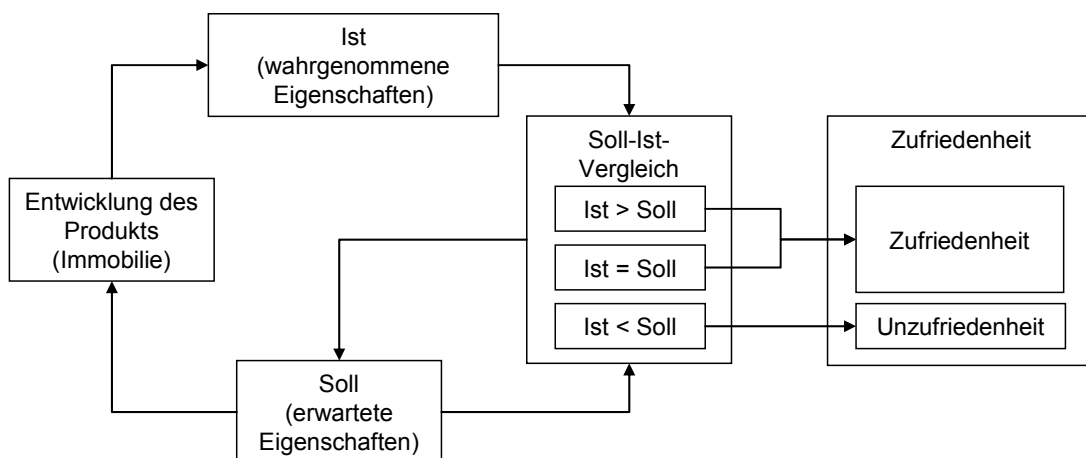 Ist
(wahrgenommene
Eigenschaften)
Soll-Ist-
Vergleich
Ist > Soll
Ist = Soll
Ist < Soll
Zufriedenheit
Zufriedenheit
Unzufriedenheit
Entwicklung des
Produkts
(Immobilie)
Soll
(erwartete
Eigenschaften)